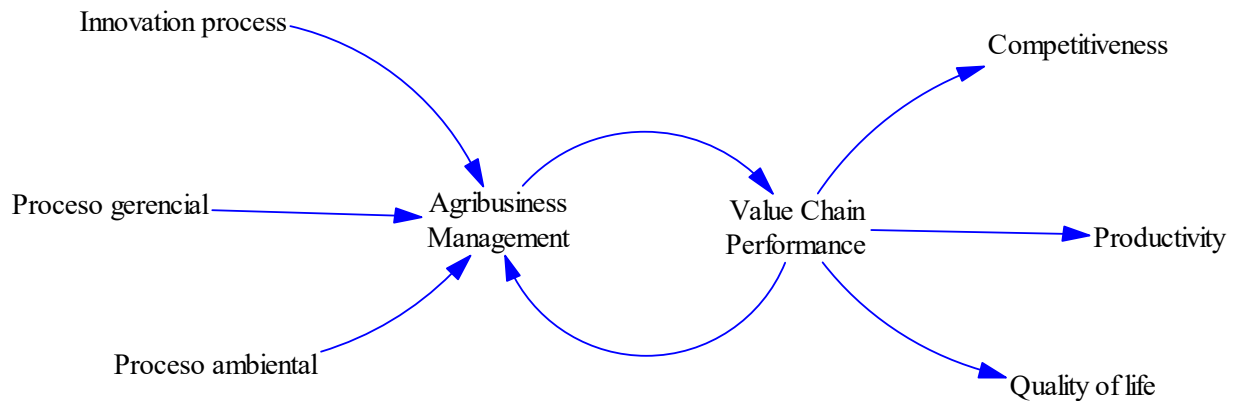 Innovation process
Competitiveness
Proceso gerencial
Agribusiness
Management
Value Chain
Performance
Productivity
Proceso ambiental
Quality of life